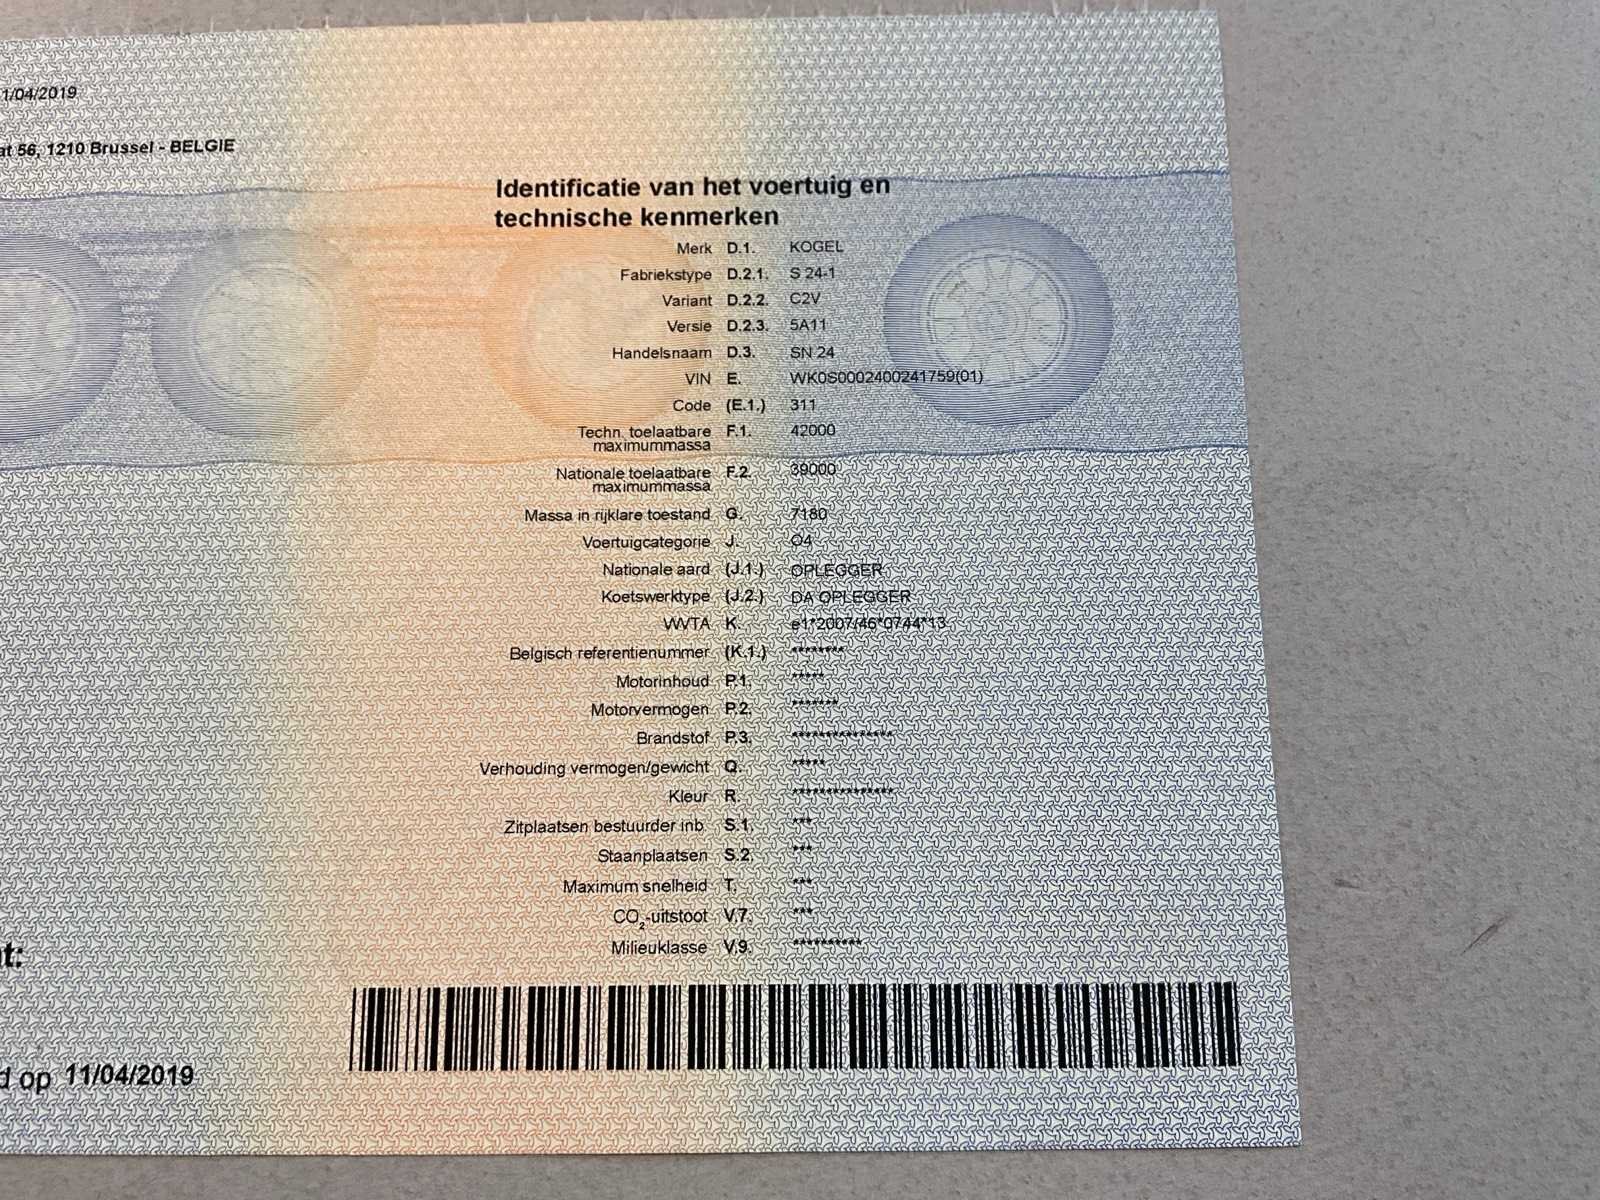 1/04/2019
at 56, 1210 Brussel - BELGIE
Identificatie van het voertuig en
technische kenmerken
Merk D.1. KOGEL
Fabriekstype D.2.1. S 24-1
Variant D.2.2. C2V
Versie D.2.3. 5A11
Handelsnaam D.3. SN 24
VIN E. WK0S0002400241759(01)
Code (E.1.) 311
Techn. toelaatbare F.1. 42000
maximummassa
Nationale toelaatbare F.2. 39000
maximummassa
Massa in rijklare toestand G. 7180
Voertuigcategorie J. O4
Nationale aard (J.1.) OPLEGGER
Koetswerktype (J.2.) DA OPLEGGER
WVTA K. e1*2007/46*0744*13
Belgisch referentienummer (K.1.) ********
Motorinhoud P.1. *****
Motorvermogen P.2. *******
Brandstof P.3. ***************
Verhouding vermogen/gewicht Q. *****
Kleur R. ***************
Zitplaatsen bestuurder inb S.1. ***
Staanplaatsen S.2. ***
Maximum snelheid T. ***
CO2-uitstoot V.7. ***
Milieuklasse V.9. **********
t:
d op 11/04/2019